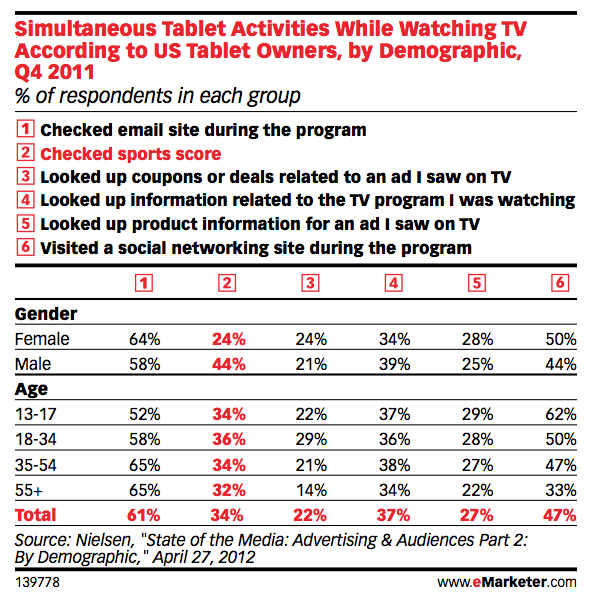 Simultaneous Tablet Activities While Watching TV
According to US Tablet Owners, by Demographic,
Q4 2011
% of respondents in each group
1 Checked email site during the program
2 Checked sports score
3 Looked up coupons or deals related to an ad I saw on TV
4 Looked up information related to the TV program I was watching
5 Looked up product information for an ad I saw on TV
6 Visited a social networking site during the program
1 2 3 4 5 6
Gender
Female 64% 24% 24% 34% 28% 50%
Male 58% 44% 21% 39% 25% 44%
Age
13-17 52% 34% 22% 37% 29% 62%
18-34 58% 36% 29% 36% 28% 50%
35-54 65% 34% 21% 38% 27% 47%
55+ 65% 32% 14% 34% 22% 33%
Total 61% 34% 22% 37% 27% 47%
Source: Nielsen, "State of the Media: Advertising & Audiences Part 2:
By Demographic," April 27, 2012
139778 www.eMarketer.com